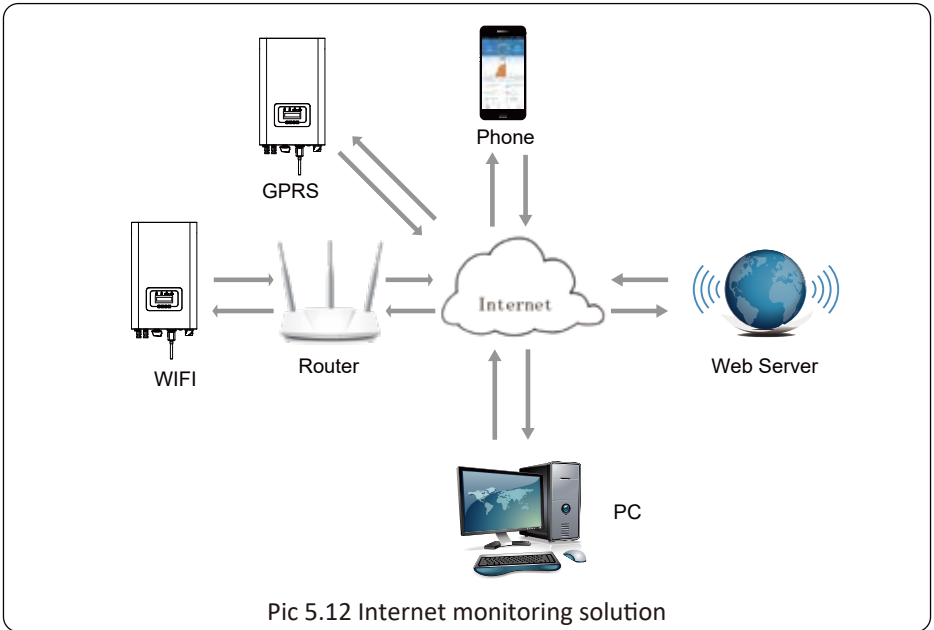 Phone
GPRS
Internet
WIFI
Router
Web Server
PC
Pic 5.12 Internet monitoring solution